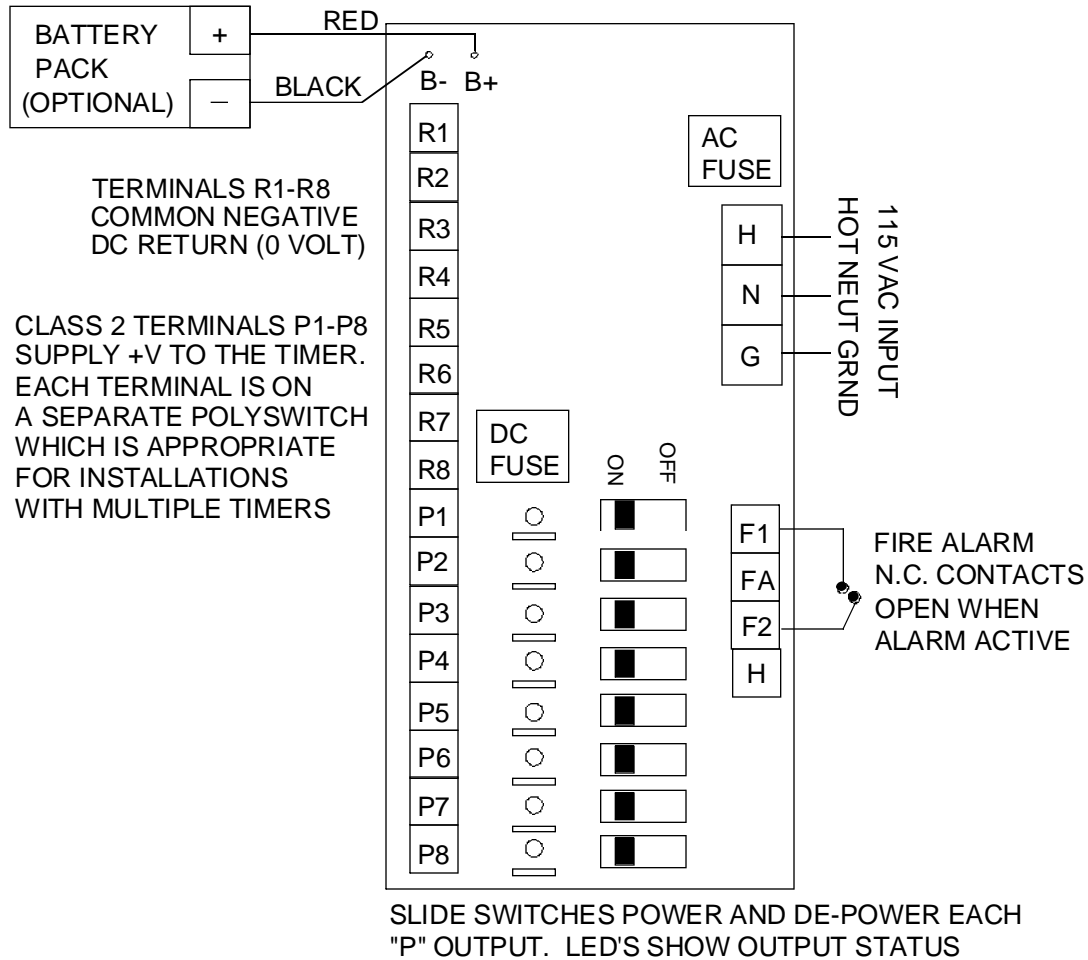 BATTERY
PACK
(OPTIONAL)
+
−
RED
BLACK
B- B+
R1
R2
R3
R4
R5
R6
R7
R8
P1
P2
P3
P4
P5
P6
P7
P8
TERMINALS R1-R8
COMMON NEGATIVE
DC RETURN (0 VOLT)
CLASS 2 TERMINALS P1-P8
SUPPLY +V TO THE TIMER.
EACH TERMINAL IS ON
A SEPARATE POLYSWITCH
WHICH IS APPROPRIATE
FOR INSTALLATIONS
WITH MULTIPLE TIMERS
AC
FUSE
H
N
G
115 VAC INPUT
HOT NEUT GRND
DC
FUSE
ON
OFF
F1
FA
F2
H
FIRE ALARM
N.C. CONTACTS
OPEN WHEN
ALARM ACTIVE
SLIDE SWITCHES POWER AND DE-POWER EACH
"P" OUTPUT. LED'S SHOW OUTPUT STATUS